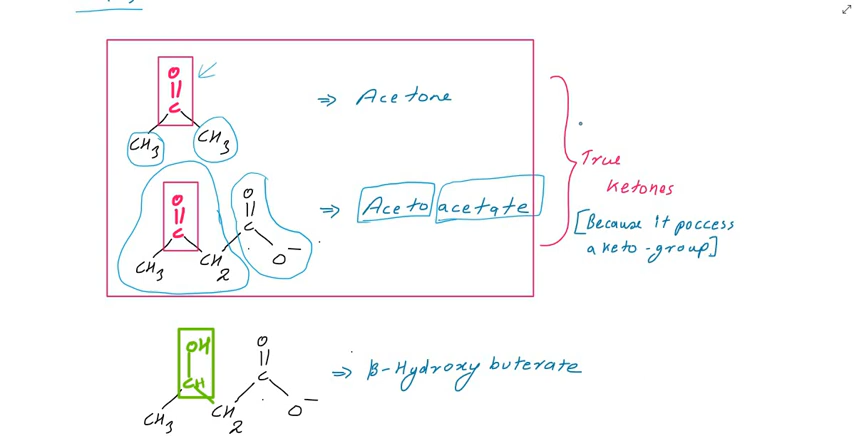 O
||
C
CH3 CH3
⇒ Acetone
O
||
C
CH3 CH2
O
||
C
O−
⇒ Aceto acetate
True
Ketones
[Because it poccess
a keto-group]
OH
CH
CH3 CH2
O
||
C
O−
⇒ β-Hydroxy buterate